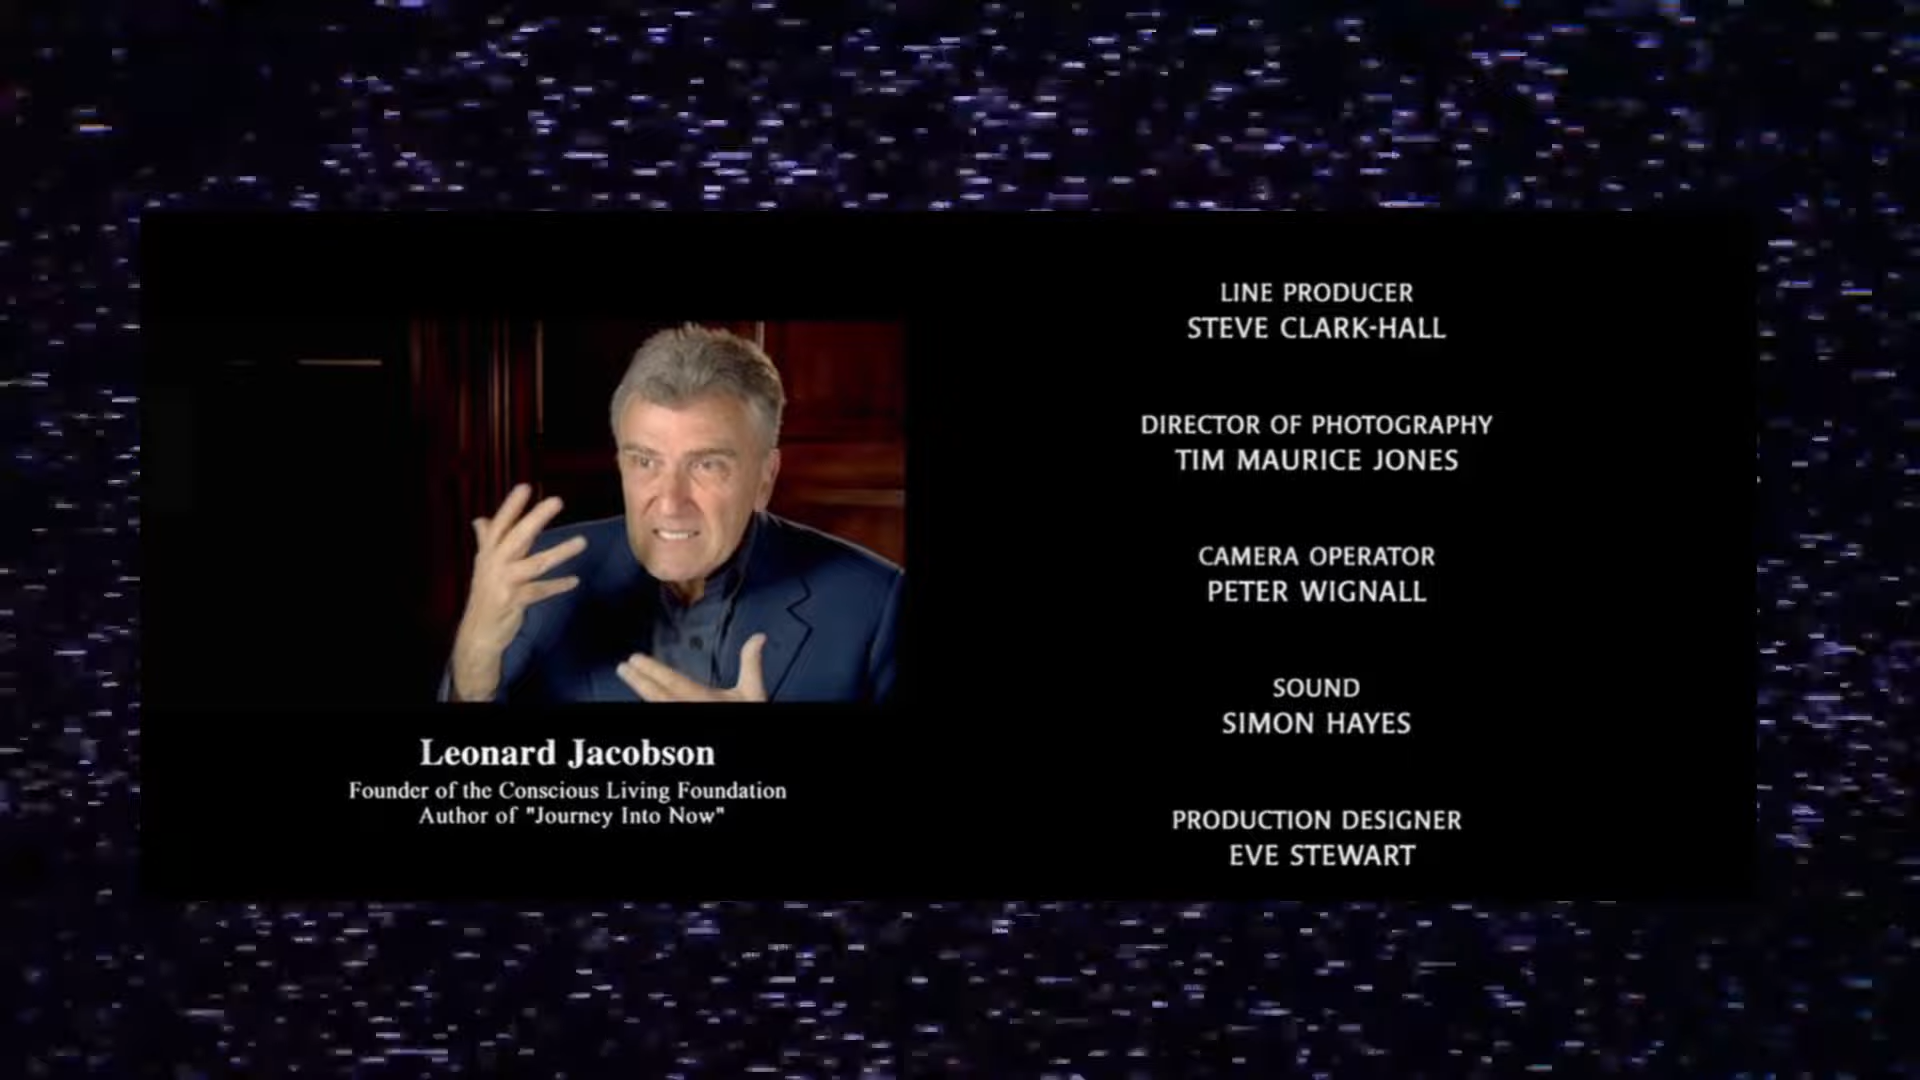 Leonard Jacobson
Founder of the Conscious Living Foundation
Author of "Journey Into Now"
LINE PRODUCER
STEVE CLARK-HALL
DIRECTOR OF PHOTOGRAPHY
TIM MAURICE JONES
CAMERA OPERATOR
PETER WIGNALL
SOUND
SIMON HAYES
PRODUCTION DESIGNER
EVE STEWART